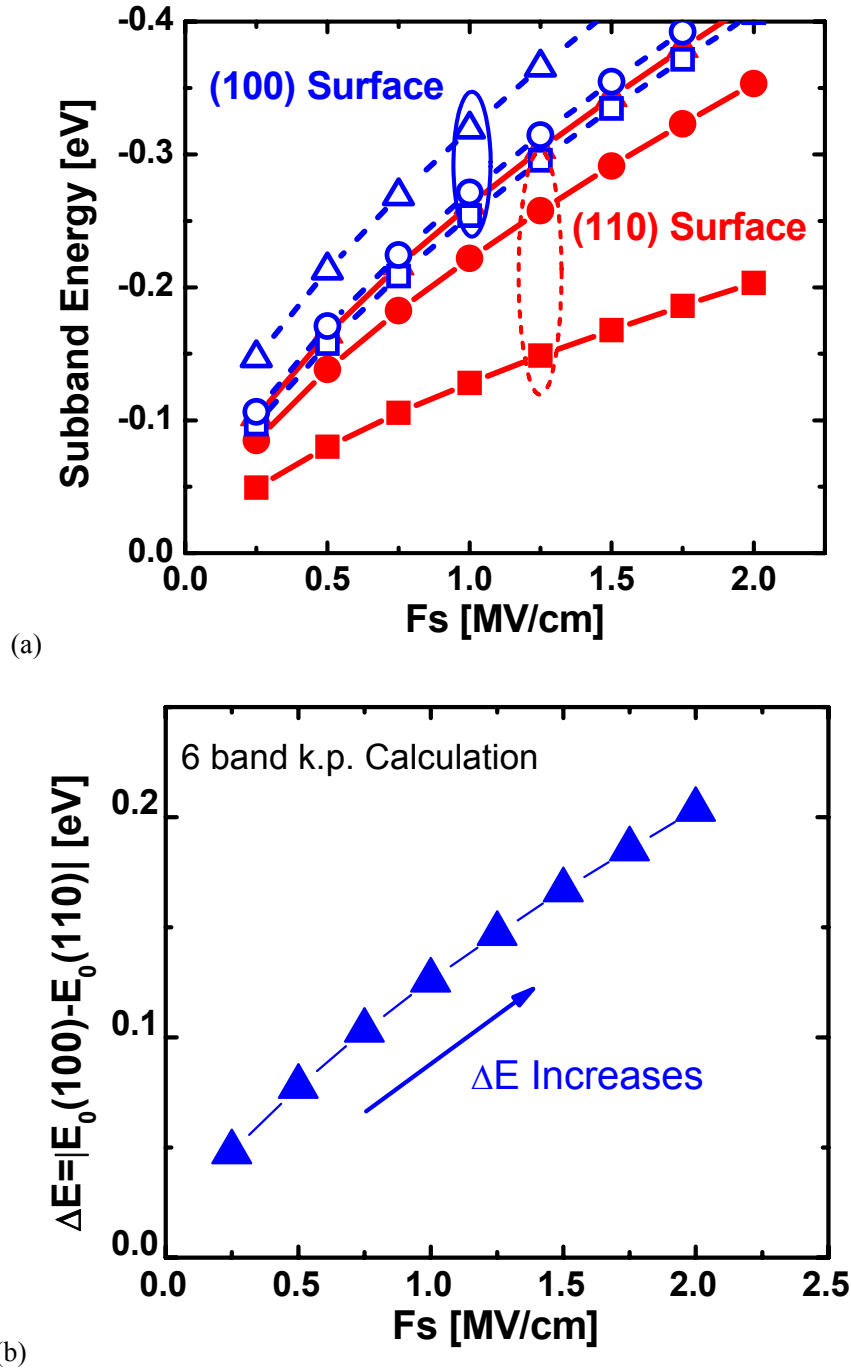 -0.4
-0.3
-0.2
-0.1
0.0
Subband Energy [eV]
(100) Surface
(110) Surface
0.0 0.5 1.0 1.5 2.0
Fs [MV/cm]
(a)
6 band k.p. Calculation
0.2
0.1
0.0
ΔE=|E₀(100)-E₀(110)| [eV]
ΔE Increases
0.0 0.5 1.0 1.5 2.0 2.5
Fs [MV/cm]
(b)